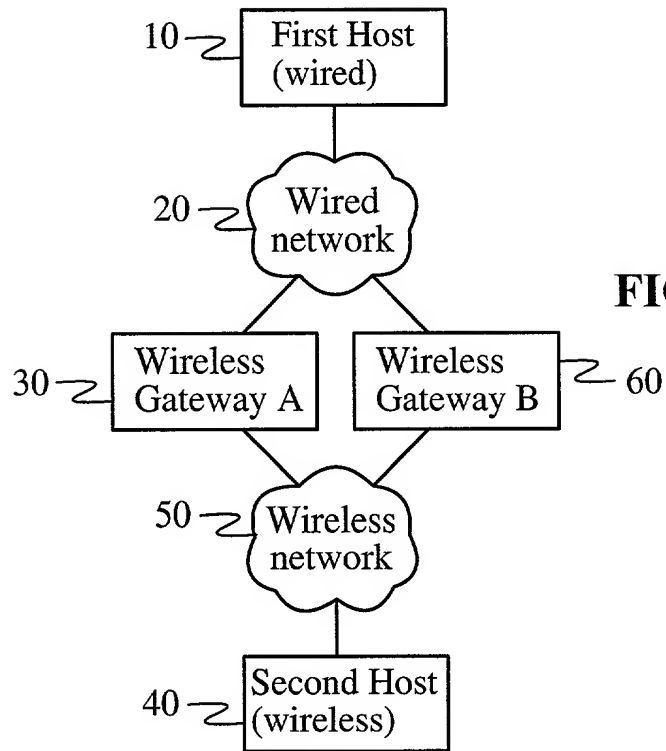 10
First Host
(wired)
20
Wired
network
FIG
30
Wireless
Gateway A
Wireless
Gateway B
60
50
Wireless
network
40
Second Host
(wireless)